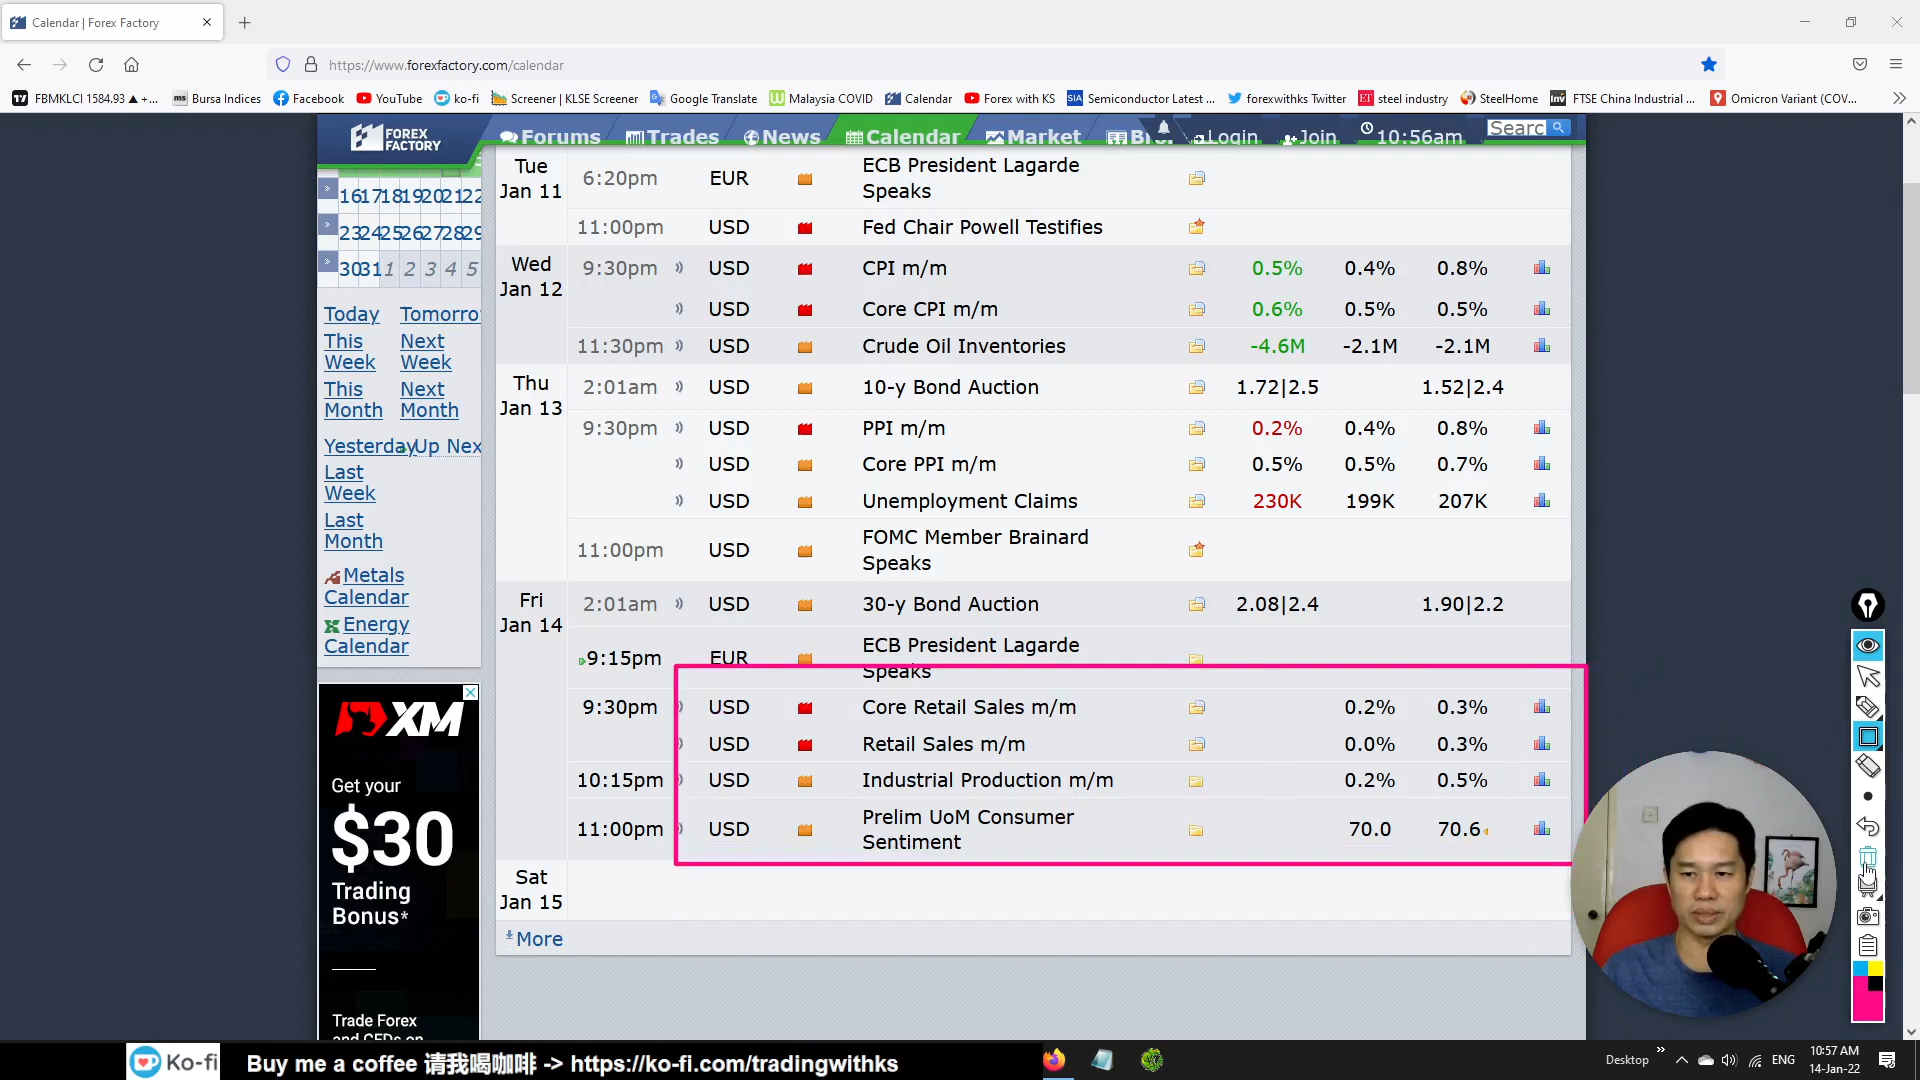 Calendar | Forex Factory
https://www.forexfactory.com/calendar
FBMKLCI 1584.93 ▲ +... Bursa Indices Facebook YouTube ko-fi Screener | KLSE Screener Google Translate Malaysia COVID Calendar Forex with KS Semiconductor Latest ... forexwithks Twitter steel industry SteelHome FTSE China Industrial ... Omicron Variant (COV...
FOREX FACTORY Forums Trades News Calendar Market Login Join 10:56am Searc
16 17 18 19 20 21 22
23 24 25 26 27 28 29
30 31 1 2 3 4 5
Today Tomorro
This Week Next Week
This Month Next Month
Yesterday Up Nex
Last Week
Last Month
Metals Calendar
Energy Calendar
XM
Get your
$30
Trading
Bonus*
Trade Forex
and CFDs on
Tue Jan 11 6:20pm EUR ECB President Lagarde Speaks
11:00pm USD Fed Chair Powell Testifies
Wed Jan 12 9:30pm USD CPI m/m 0.5% 0.4% 0.8%
USD Core CPI m/m 0.6% 0.5% 0.5%
11:30pm USD Crude Oil Inventories -4.6M -2.1M -2.1M
Thu Jan 13 2:01am USD 10-y Bond Auction 1.72|2.5 1.52|2.4
9:30pm USD PPI m/m 0.2% 0.4% 0.8%
USD Core PPI m/m 0.5% 0.5% 0.7%
USD Unemployment Claims 230K 199K 207K
11:00pm USD FOMC Member Brainard Speaks
Fri Jan 14 2:01am USD 30-y Bond Auction 2.08|2.4 1.90|2.2
9:15pm EUR ECB President Lagarde Speaks
9:30pm USD Core Retail Sales m/m 0.2% 0.3%
USD Retail Sales m/m 0.0% 0.3%
10:15pm USD Industrial Production m/m 0.2% 0.5%
11:00pm USD Prelim UoM Consumer Sentiment 70.0 70.6
Sat Jan 15
More
Ko-fi Buy me a coffee 请我喝咖啡 -> https://ko-fi.com/tradingwithks
Desktop ENG 10:57 AM
14-Jan-22